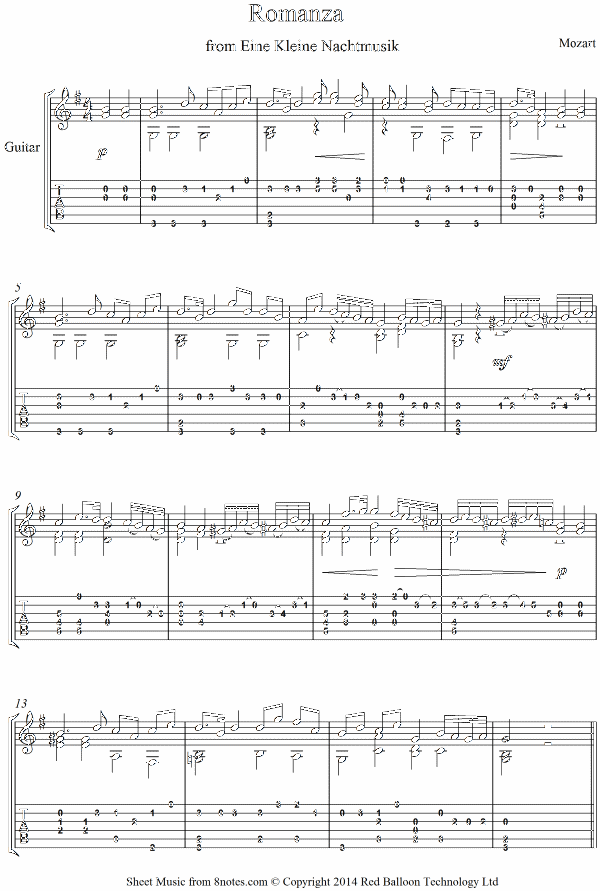 Romanza
from Eine Kleine Nachtmusik
Mozart
Guitar
p
5
mf
9
p
13
Sheet Music from 8notes.com © Copyright 2014 Red Balloon Technology Ltd